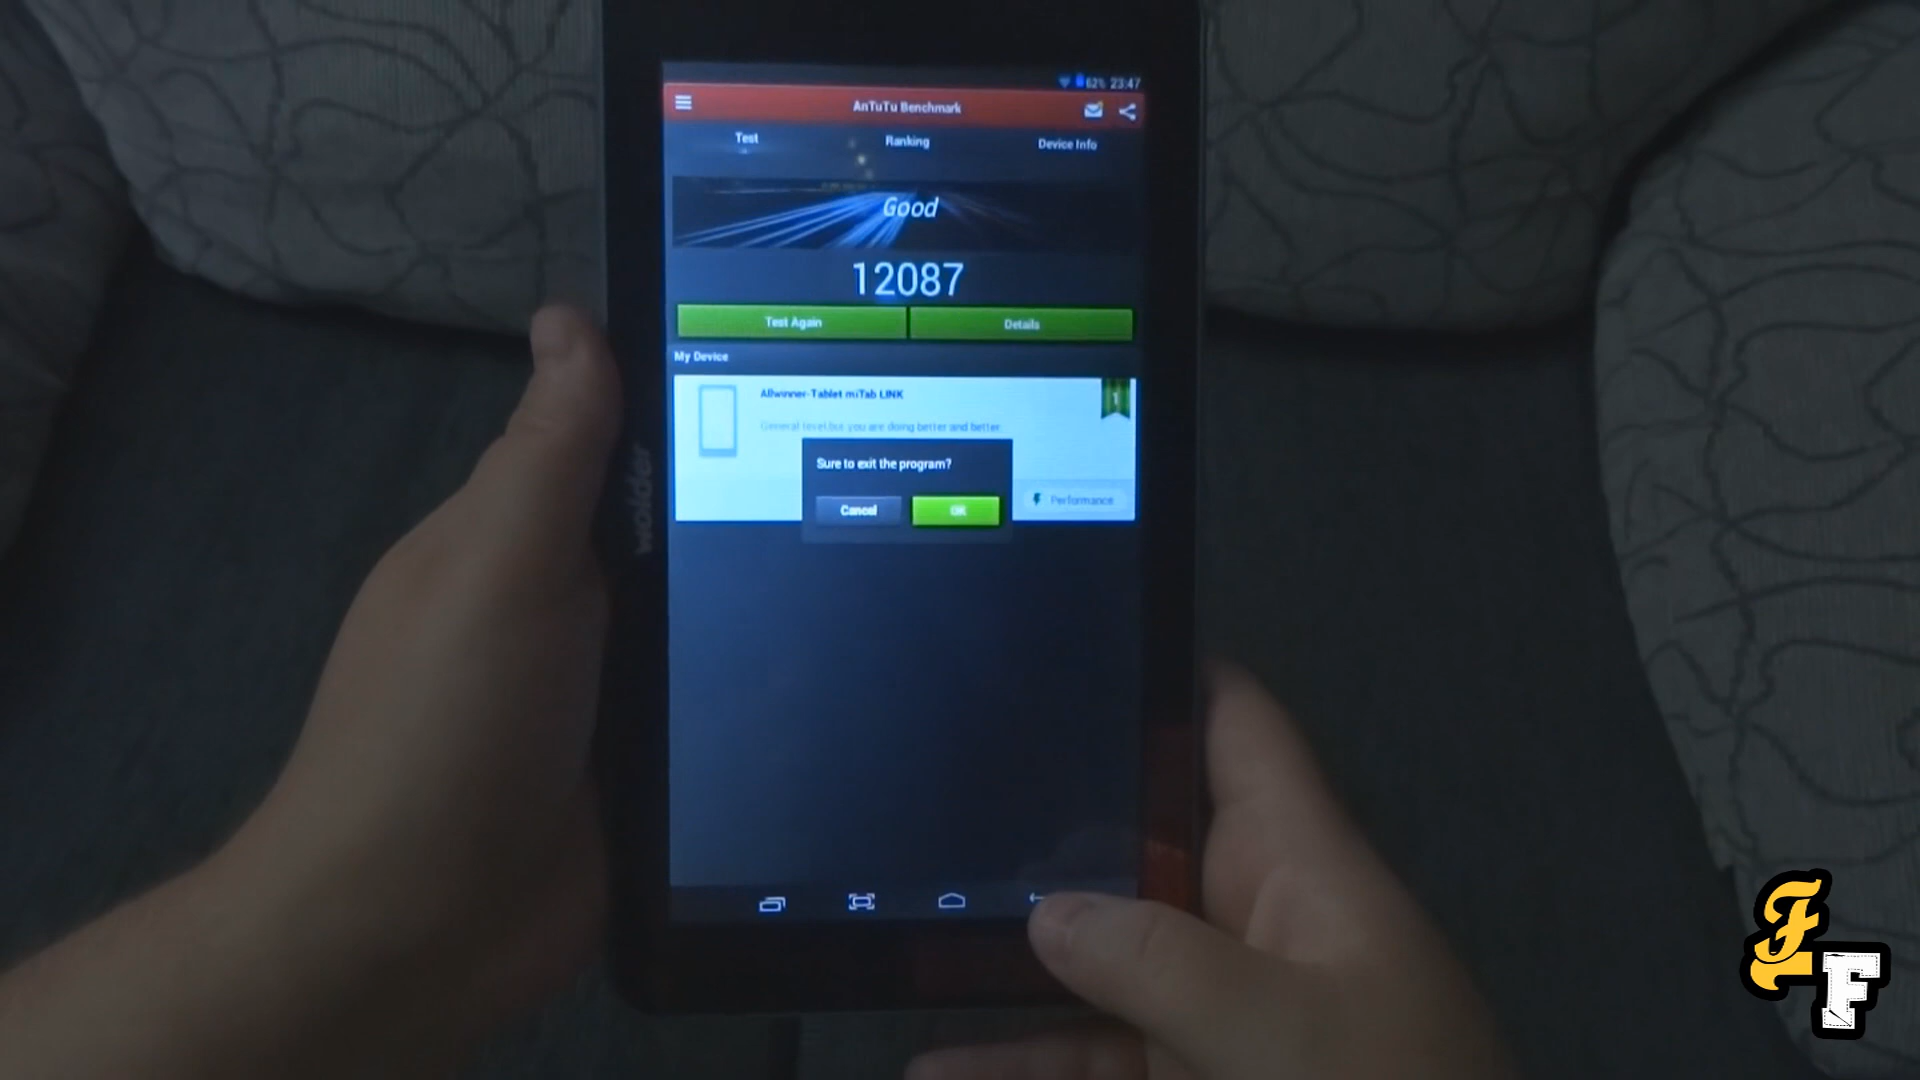 62% 23:47
AnTuTu Benchmark
Test Ranking Device Info
Good
12087
Test Again Details
My Device
Allwinner-Tablet miTab LINK
1
General level,but you are doing better and better.
Sure to exit the program?
Cancel OK
Performance
wolder
F F